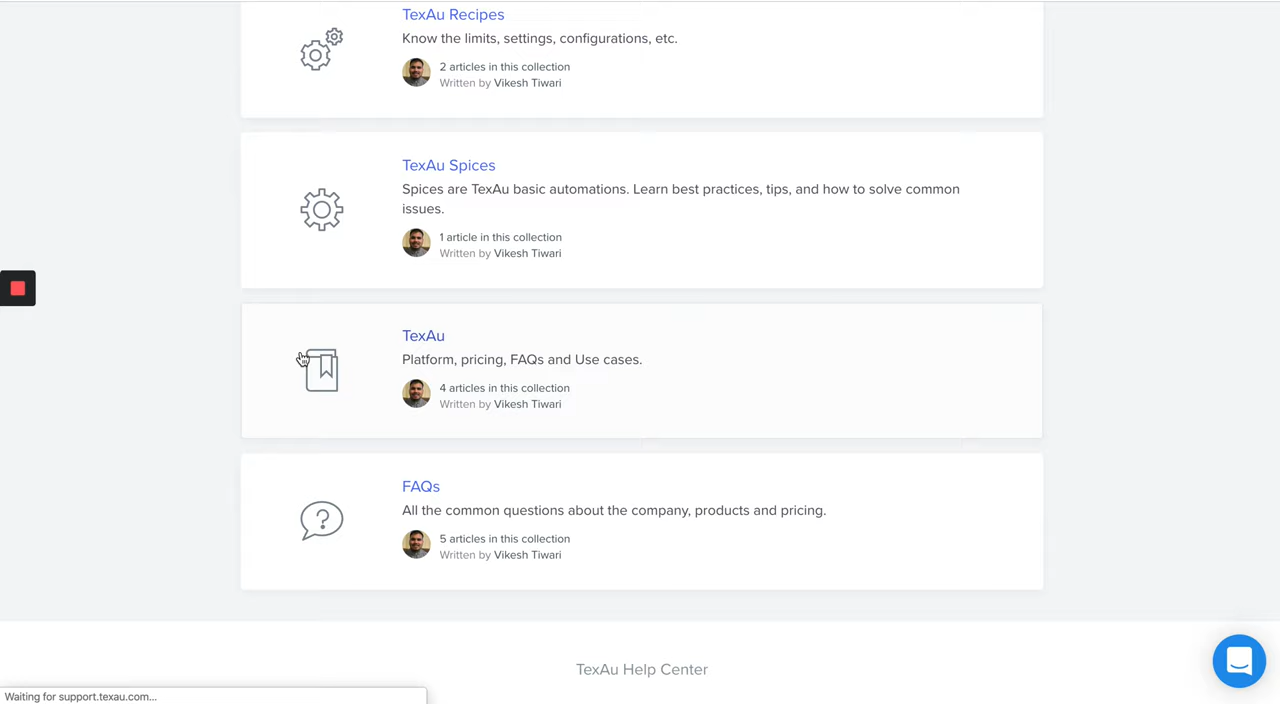 TexAu Recipes
Know the limits, settings, configurations, etc.
2 articles in this collection
Written by Vikesh Tiwari
TexAu Spices
Spices are TexAu basic automations. Learn best practices, tips, and how to solve common
issues.
1 article in this collection
Written by Vikesh Tiwari
TexAu
Platform, pricing, FAQs and Use cases.
4 articles in this collection
Written by Vikesh Tiwari
FAQs
All the common questions about the company, products and pricing.
5 articles in this collection
Written by Vikesh Tiwari
TexAu Help Center
Waiting for support.texau.com...